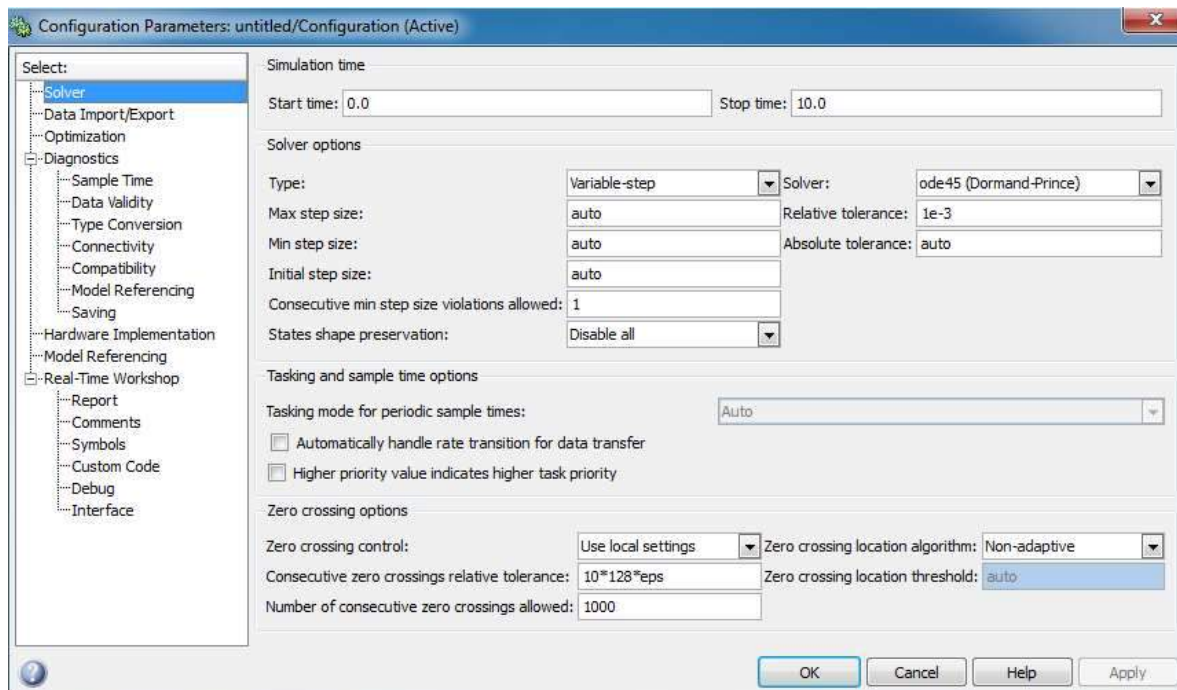 Configuration Parameters: untitled/Configuration (Active)
Select:
Solver
Data Import/Export
Optimization
Diagnostics
Sample Time
Data Validity
Type Conversion
Connectivity
Compatibility
Model Referencing
Saving
Hardware Implementation
Model Referencing
Real-Time Workshop
Report
Comments
Symbols
Custom Code
Debug
Interface
Simulation time
Start time: 0.0 Stop time: 10.0
Solver options
Type: Variable-step Solver: ode45 (Dormand-Prince)
Max step size: auto Relative tolerance: 1e-3
Min step size: auto Absolute tolerance: auto
Initial step size: auto
Consecutive min step size violations allowed: 1
States shape preservation: Disable all
Tasking and sample time options
Tasking mode for periodic sample times: Auto
Automatically handle rate transition for data transfer
Higher priority value indicates higher task priority
Zero crossing options
Zero crossing control: Use local settings Zero crossing location algorithm: Non-adaptive
Consecutive zero crossings relative tolerance: 10*128*eps Zero crossing location threshold: auto
Number of consecutive zero crossings allowed: 1000
OK Cancel Help Apply